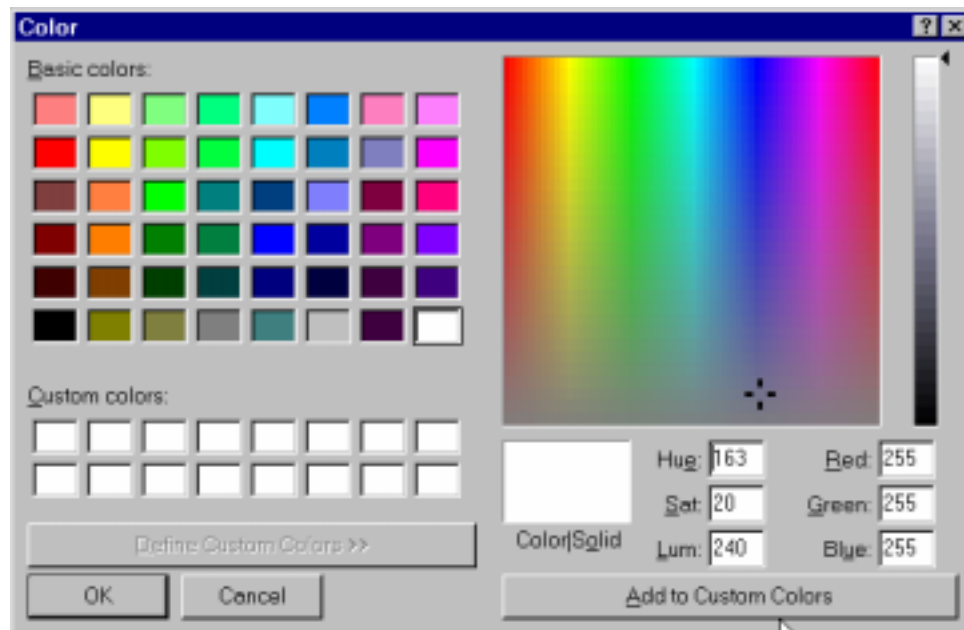 Color
Basic colors:
Custom colors:
Define Custom Colors >>
OK Cancel
Color|Solid
Hue: 163 Red: 255
Sat: 20 Green: 255
Lum: 240 Blue: 255
Add to Custom Colors